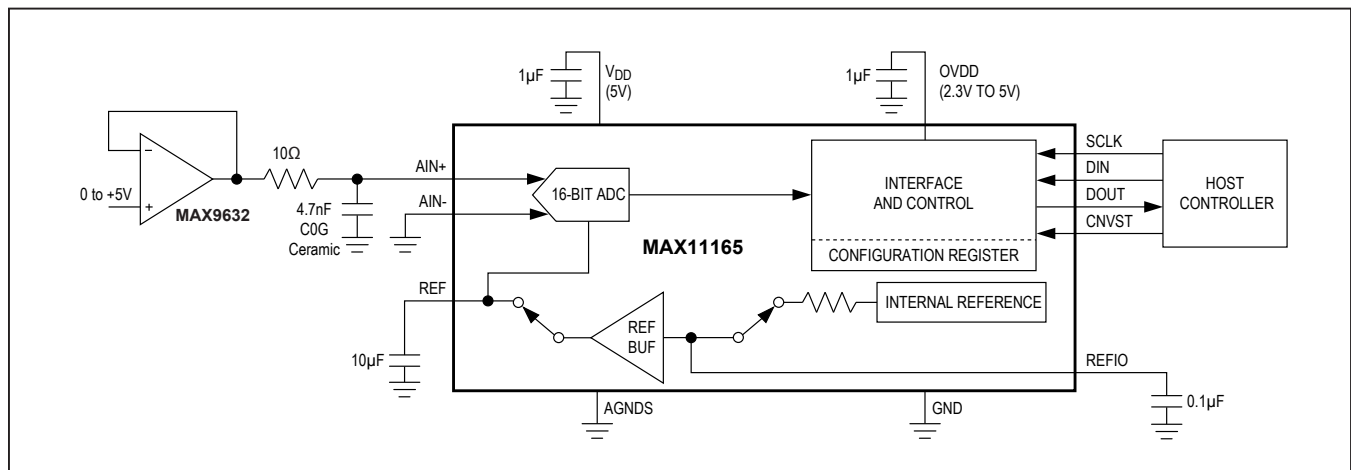 1µF
VDD
(5V)
1µF
OVDD
(2.3V TO 5V)
10Ω
0 to +5V
−
+
MAX9632
4.7nF
C0G
Ceramic
AIN+
AIN-
16-BIT ADC
MAX11165
INTERFACE
AND CONTROL
CONFIGURATION REGISTER
SCLK
DIN
DOUT
CNVST
HOST
CONTROLLER
REF
10µF
REF
BUF
INTERNAL REFERENCE
REFIO
0.1µF
AGNDS
GND